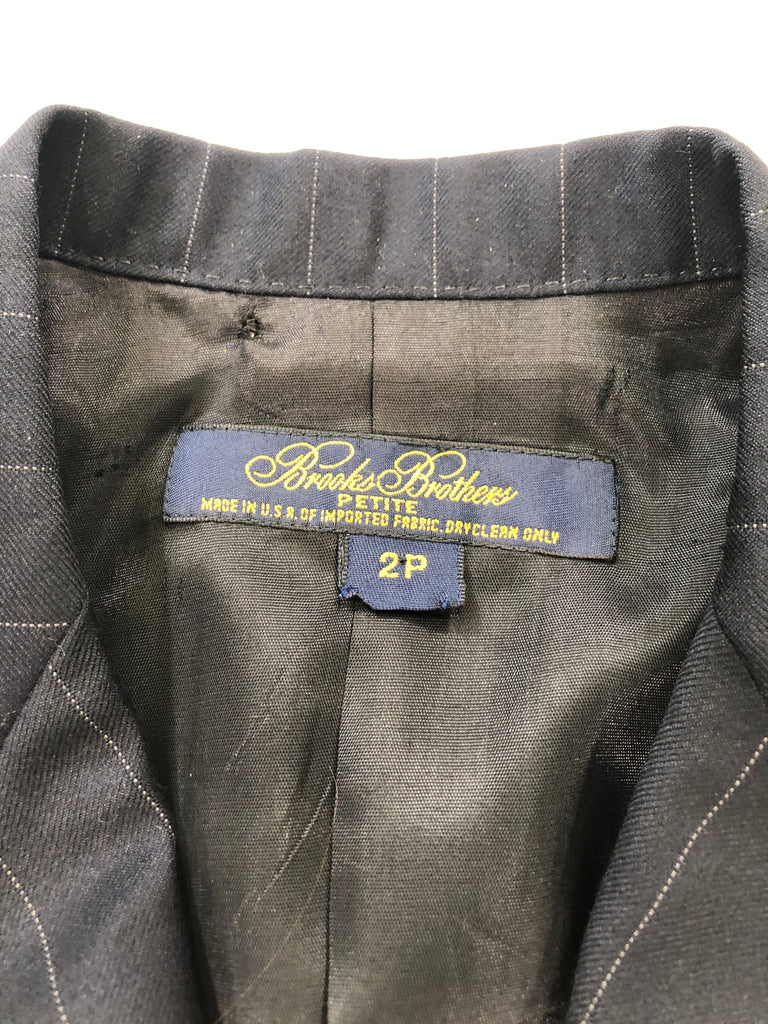 Brooks Brothers
PETITE
MADE IN U.S.A. OF IMPORTED FABRIC. DRYCLEAN ONLY
2P